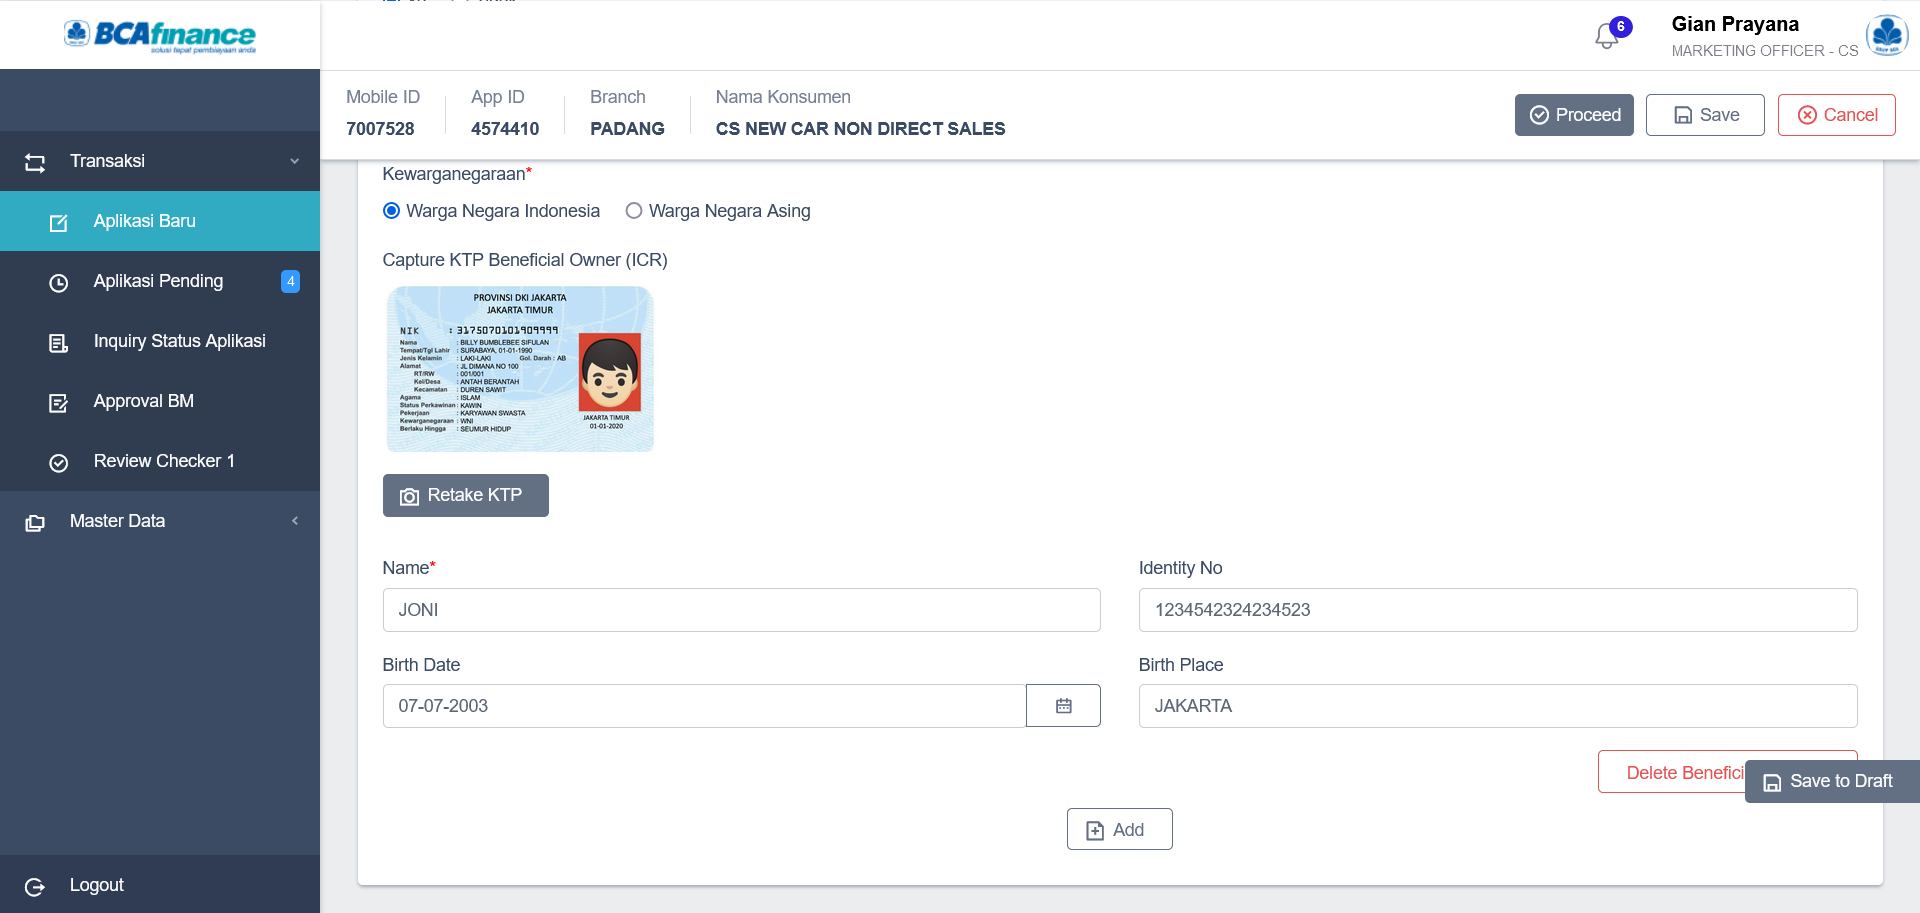 BCAfinance
solusi tepat pembiayaan anda
6
Gian Prayana
MARKETING OFFICER - CS
Mobile ID
7007528
App ID
4574410
Branch
PADANG
Nama Konsumen
CS NEW CAR NON DIRECT SALES
Proceed
Save
Cancel
Transaksi
Aplikasi Baru
Aplikasi Pending
4
Inquiry Status Aplikasi
Approval BM
Review Checker 1
Master Data
Logout
Kewarganegaraan*
Warga Negara Indonesia
Warga Negara Asing
Capture KTP Beneficial Owner (ICR)
PROVINSI DKI JAKARTA
JAKARTA TIMUR
NIK : 3175070101909999
Nama : BILLY BUMBLEBEE SIFULAN
Tempat/Tgl Lahir : SURABAYA, 01-01-1990
Jenis Kelamin : LAKI-LAKI Gol. Darah : AB
Alamat : JL DIMANA NO 100
RT/RW : 001/001
Kel/Desa : ANTAH BERANTAH
Kecamatan : DUREN SAWIT
Agama : ISLAM
Status Perkawinan : KAWIN
Pekerjaan : KARYAWAN SWASTA
Kewarganegaraan : WNI
Berlaku Hingga : SEUMUR HIDUP
JAKARTA TIMUR
01-01-2020
Retake KTP
Name*
JONI
Identity No
1234542324234523
Birth Date
07-07-2003
Birth Place
JAKARTA
Delete Benefici
Save to Draft
Add